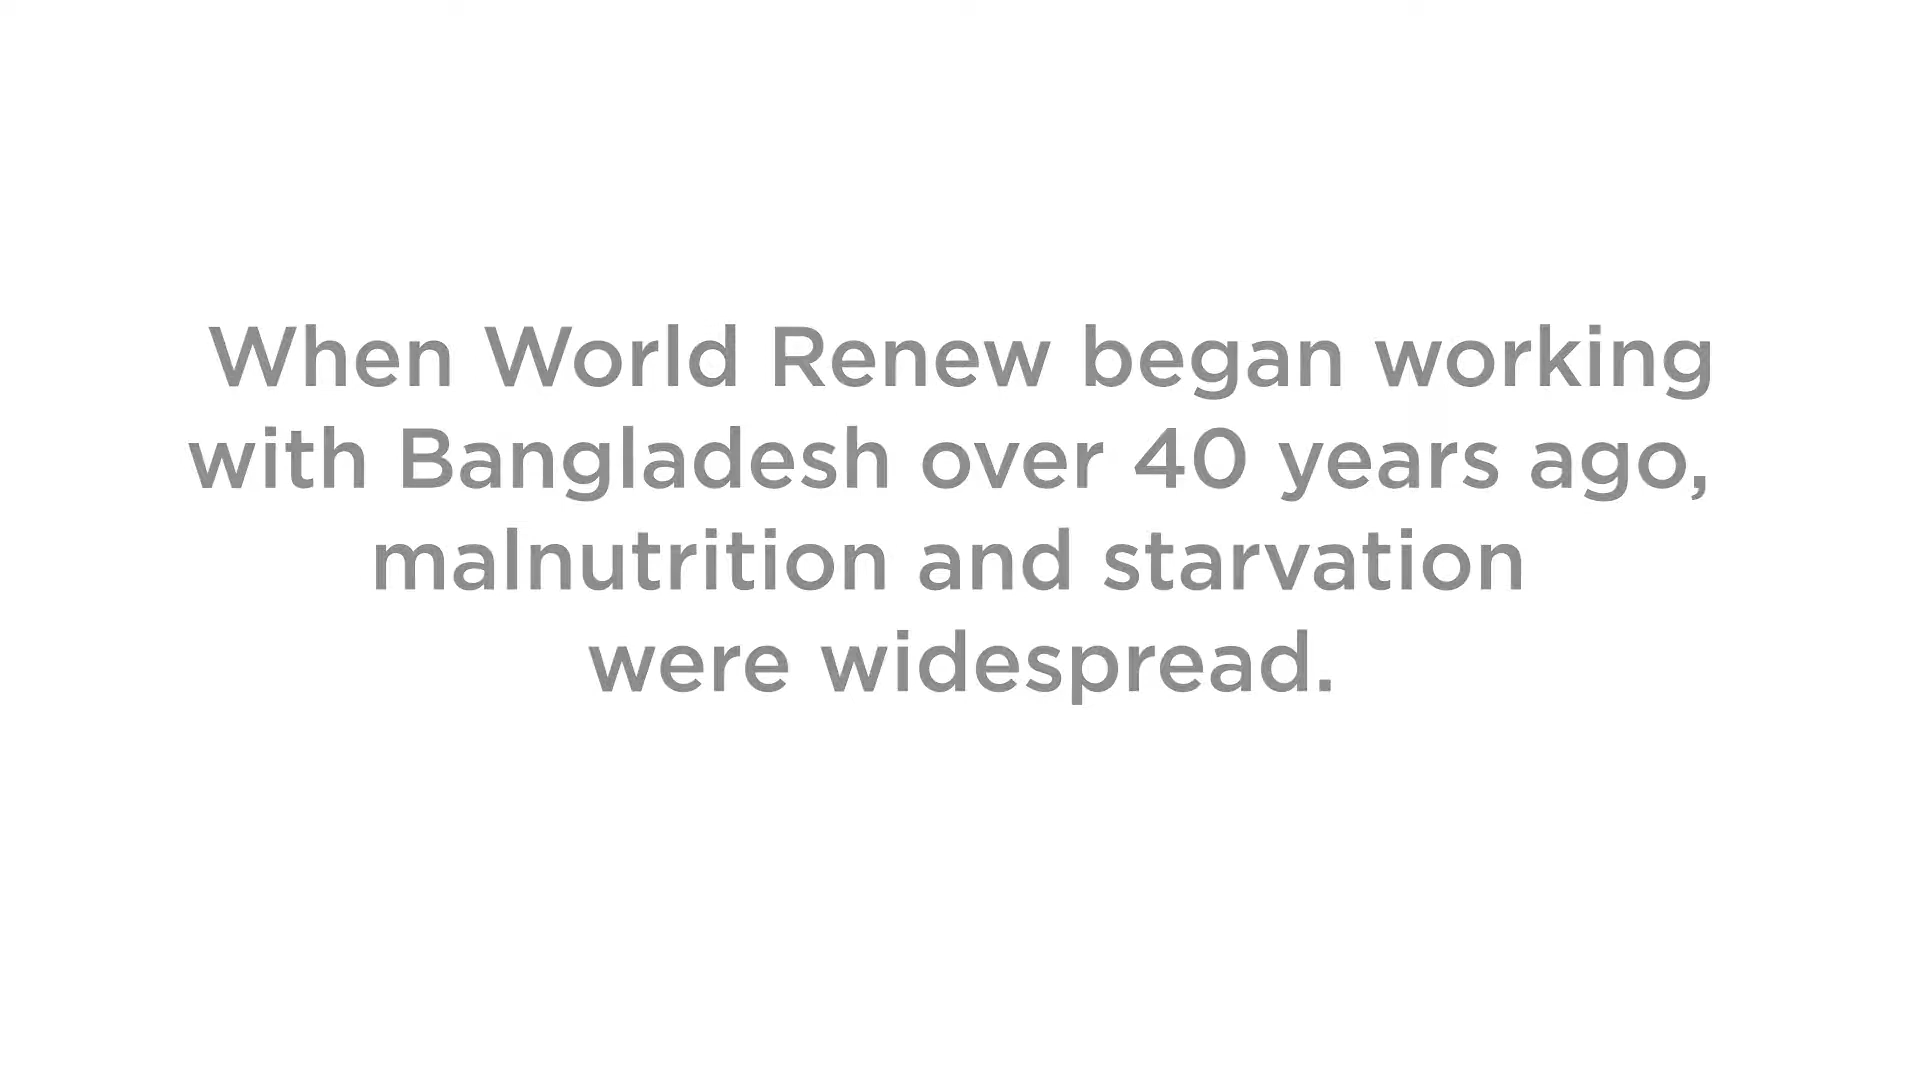 When World Renew began working
with Bangladesh over 40 years ago,
malnutrition and starvation
were widespread.